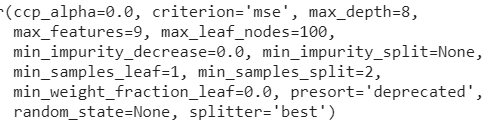 r(ccp_alpha=0.0, criterion='mse', max_depth=8,
max_features=9, max_leaf_nodes=100,
min_impurity_decrease=0.0, min_impurity_split=None,
min_samples_leaf=1, min_samples_split=2,
min_weight_fraction_leaf=0.0, presort='deprecated',
random_state=None, splitter='best')